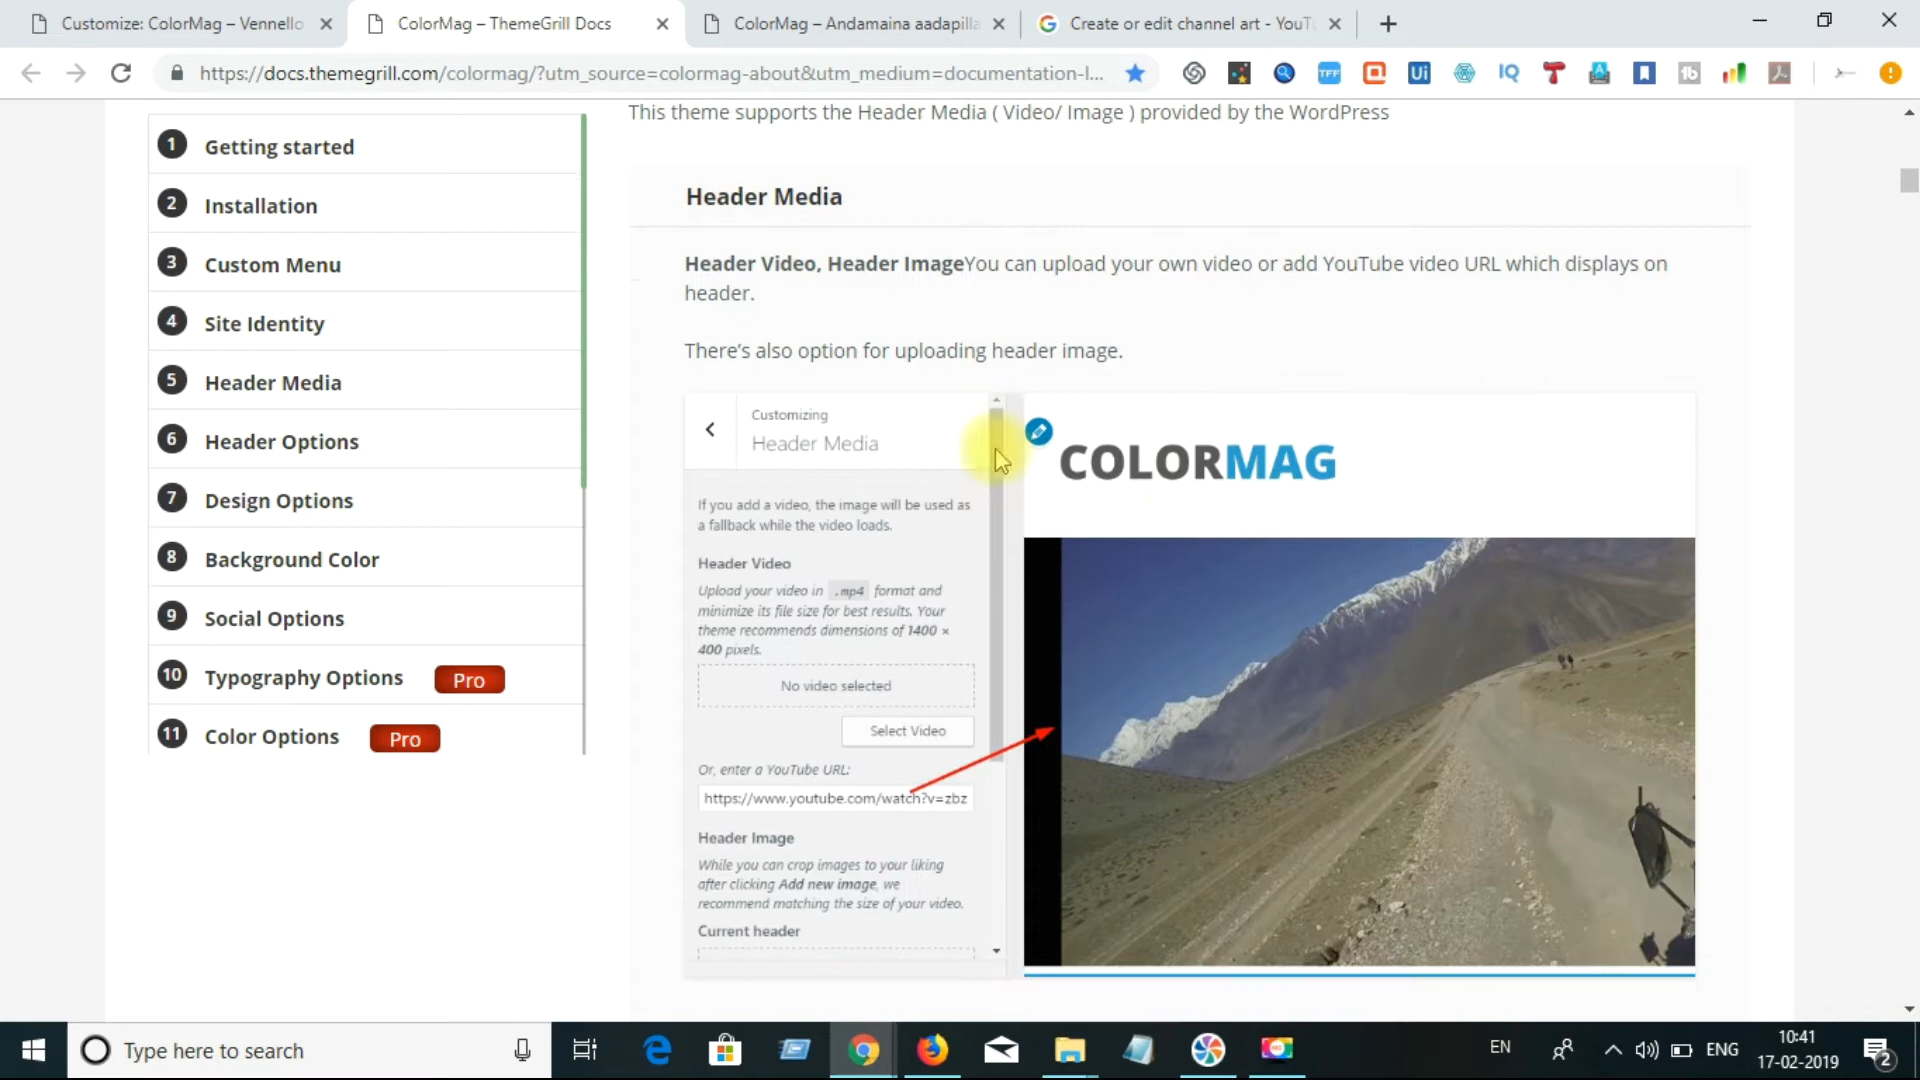 Customize: ColorMag – Vennello
ColorMag – ThemeGrill Docs
ColorMag – Andamaina aadapilla
Create or edit channel art - YouTu
https://docs.themegrill.com/colormag/?utm_source=colormag-about&utm_medium=documentation-l...
TFF
Ui
IQ
This theme supports the Header Media ( Video/ Image ) provided by the WordPress
1 Getting started
2 Installation
3 Custom Menu
4 Site Identity
5 Header Media
6 Header Options
7 Design Options
8 Background Color
9 Social Options
10 Typography Options Pro
11 Color Options Pro
Header Media
Header Video, Header ImageYou can upload your own video or add YouTube video URL which displays on
header.
There's also option for uploading header image.
Customizing
Header Media
If you add a video, the image will be used as
a fallback while the video loads.
Header Video
Upload your video in .mp4 format and
minimize its file size for best results. Your
theme recommends dimensions of 1400 ×
400 pixels.
No video selected
Select Video
Or, enter a YouTube URL:
https://www.youtube.com/watch?v=zbz
Header Image
While you can crop images to your liking
after clicking Add new image, we
recommend matching the size of your video.
Current header
COLORMAG
Type here to search
EN
ENG
10:41
17-02-2019
2